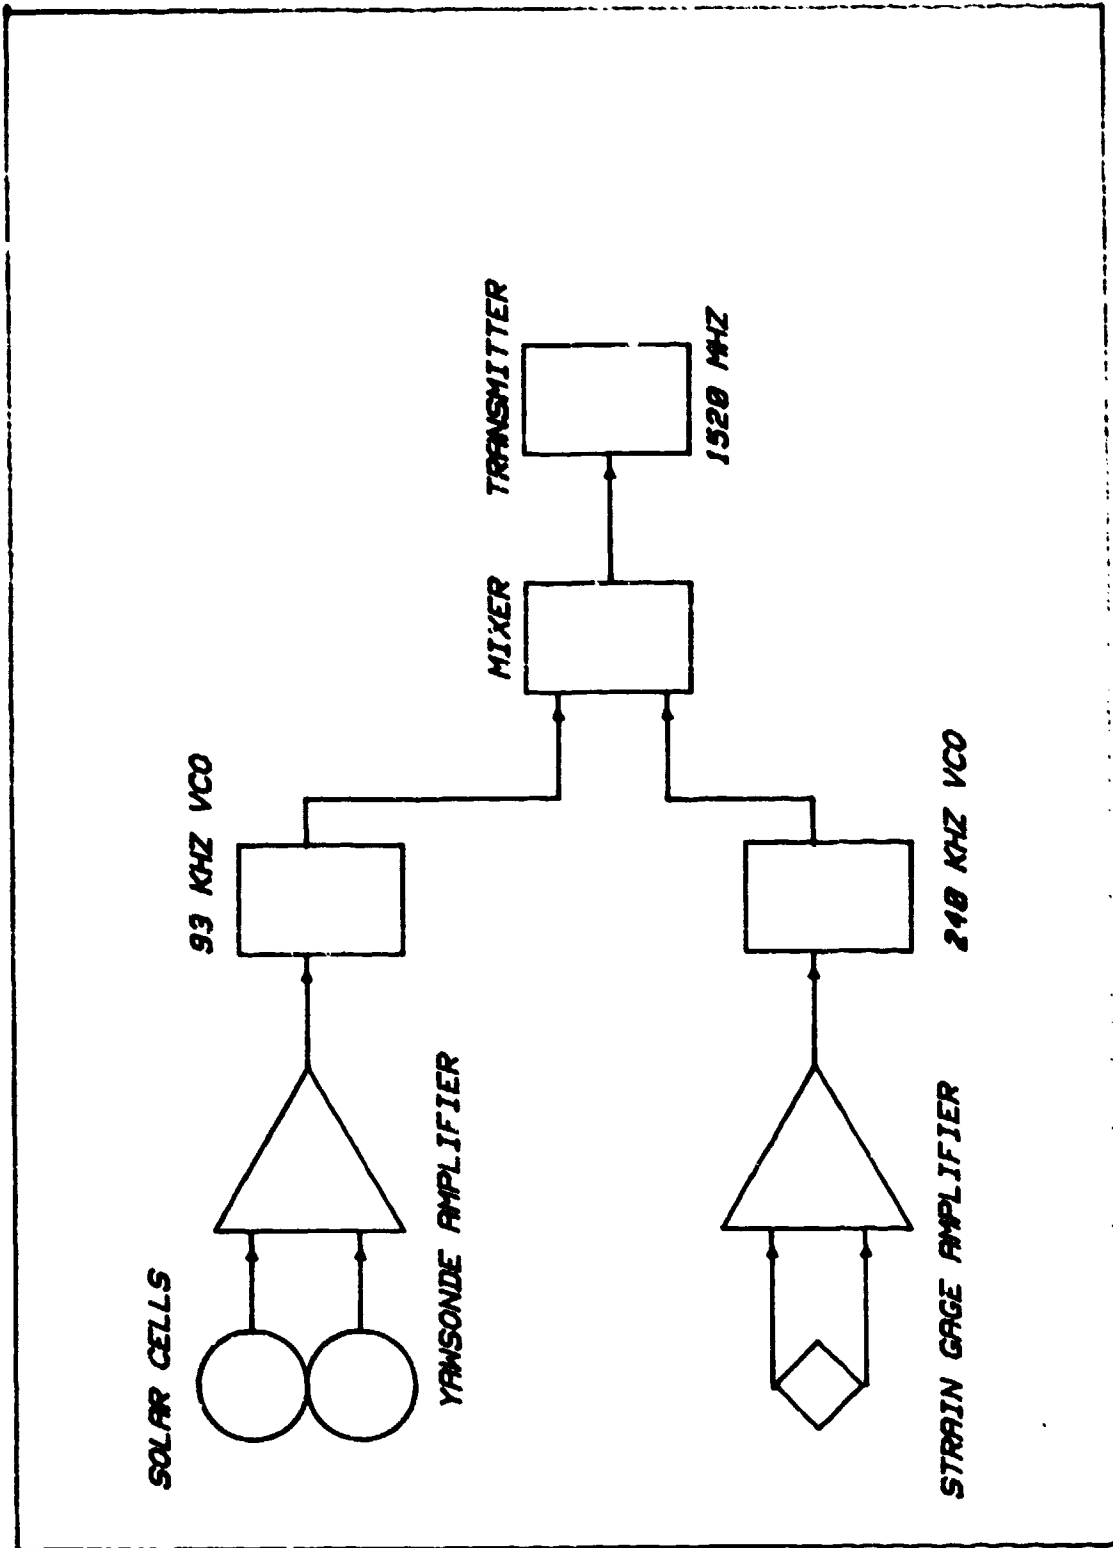 SOLAR CELLS
YAWSONDE AMPLIFIER
93 KHZ VCO
MIXER
TRANSMITTER
1520 MHZ
STRAIN GAGE AMPLIFIER
240 KHZ VCO